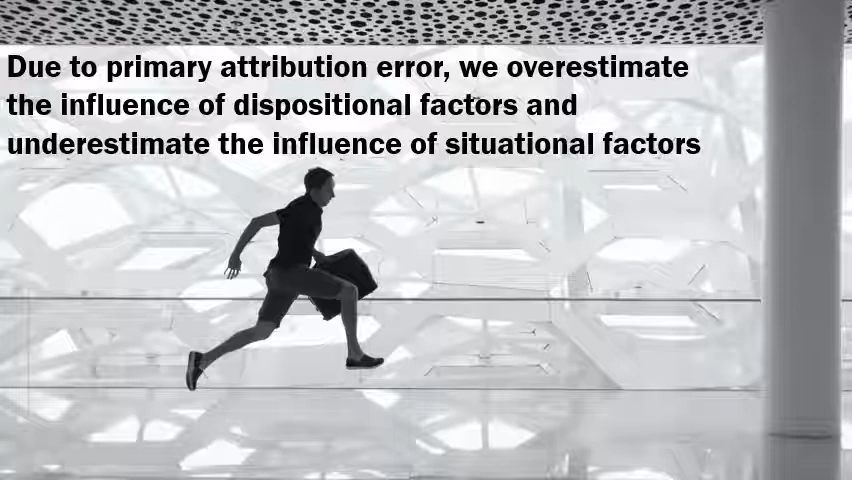 Due to primary attribution error, we overestimate
the influence of dispositional factors and
underestimate the influence of situational factors